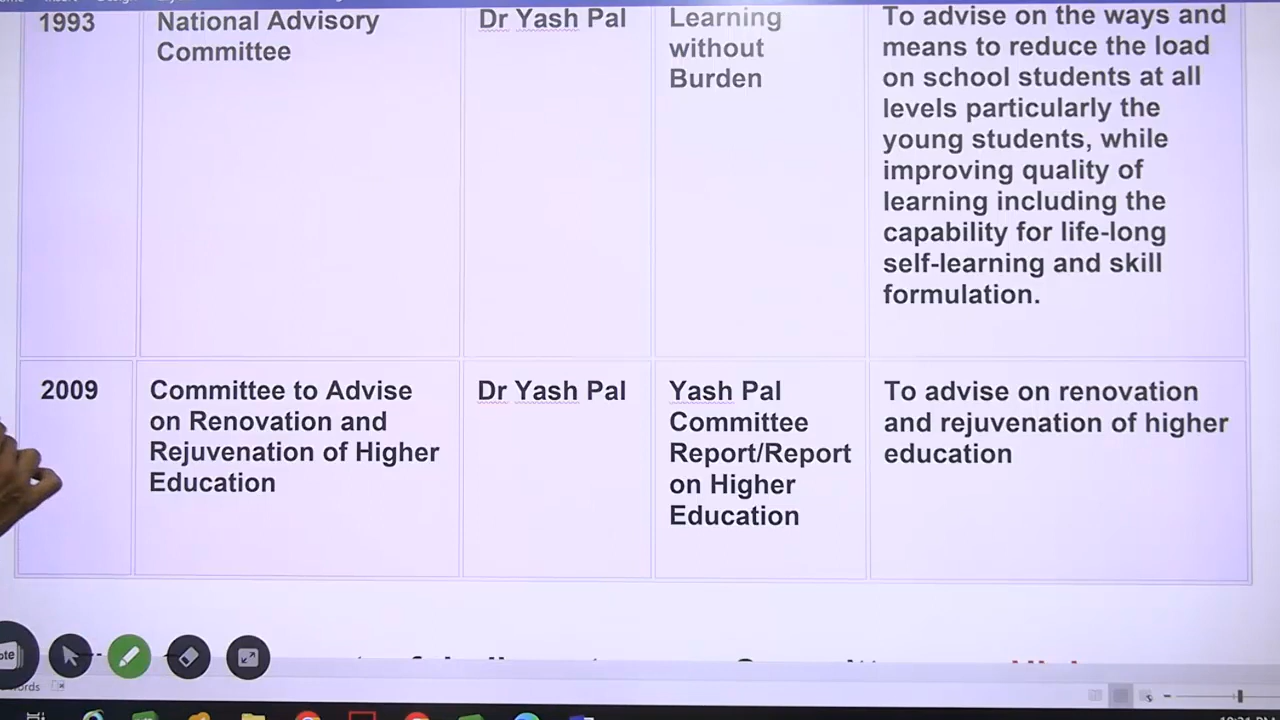 1993
National Advisory
Committee
Dr Yash Pal
Learning
without
Burden
To advise on the ways and
means to reduce the load
on school students at all
levels particularly the
young students, while
improving quality of
learning including the
capability for life-long
self-learning and skill
formulation.
2009
Committee to Advise
on Renovation and
Rejuvenation of Higher
Education
Dr Yash Pal
Yash Pal
Committee
Report/Report
on Higher
Education
To advise on renovation
and rejuvenation of higher
education